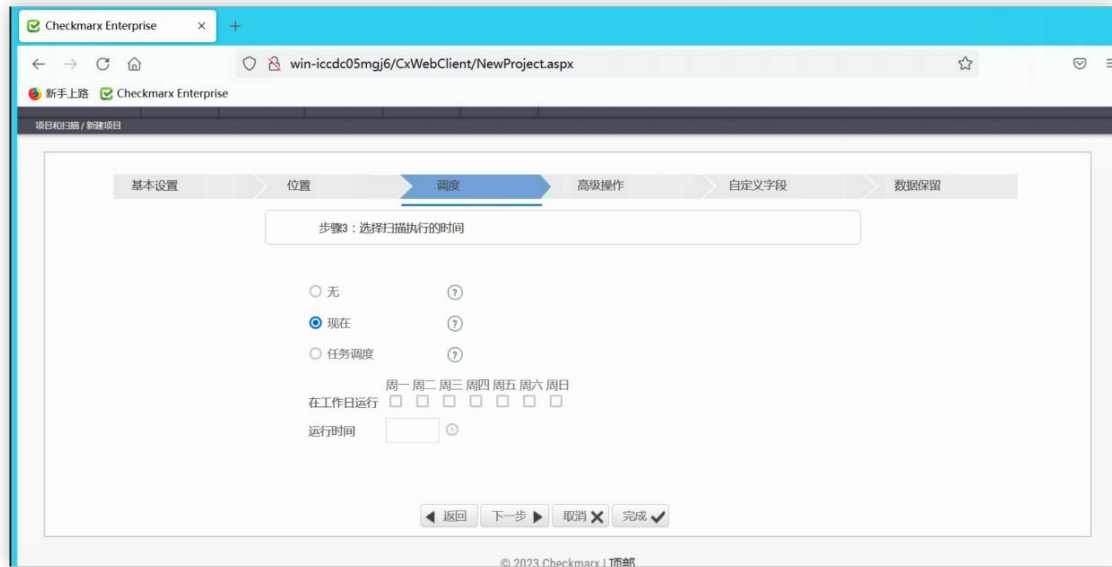 Checkmarx Enterprise
win-iccdc05mgj6/CxWebClient/NewProject.aspx
新手上路 Checkmarx Enterprise
项目和扫描 / 新建项目
基本设置 位置 调度 高级操作 自定义字段 数据保留
步骤3：选择扫描执行的时间
无
现在
任务调度
周一 周二 周三 周四 周五 周六 周日
在工作日运行
运行时间
返回 下一步 取消 完成
© 2023 Checkmarx | 顶部